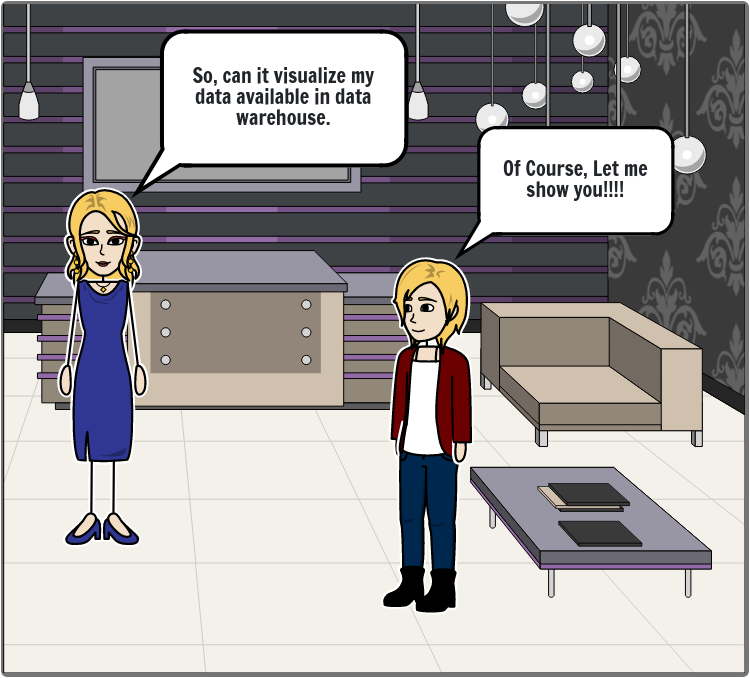 So, can it visualize my
data available in data
warehouse.
Of Course, Let me
show you!!!!